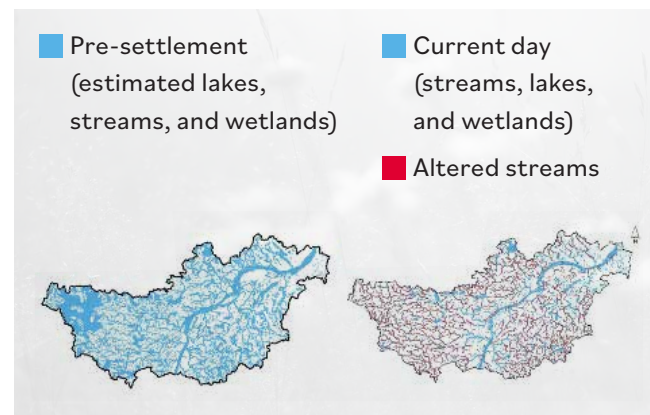 Pre-settlement
(estimated lakes,
streams, and wetlands)
Current day
(streams, lakes,
and wetlands)
Altered streams